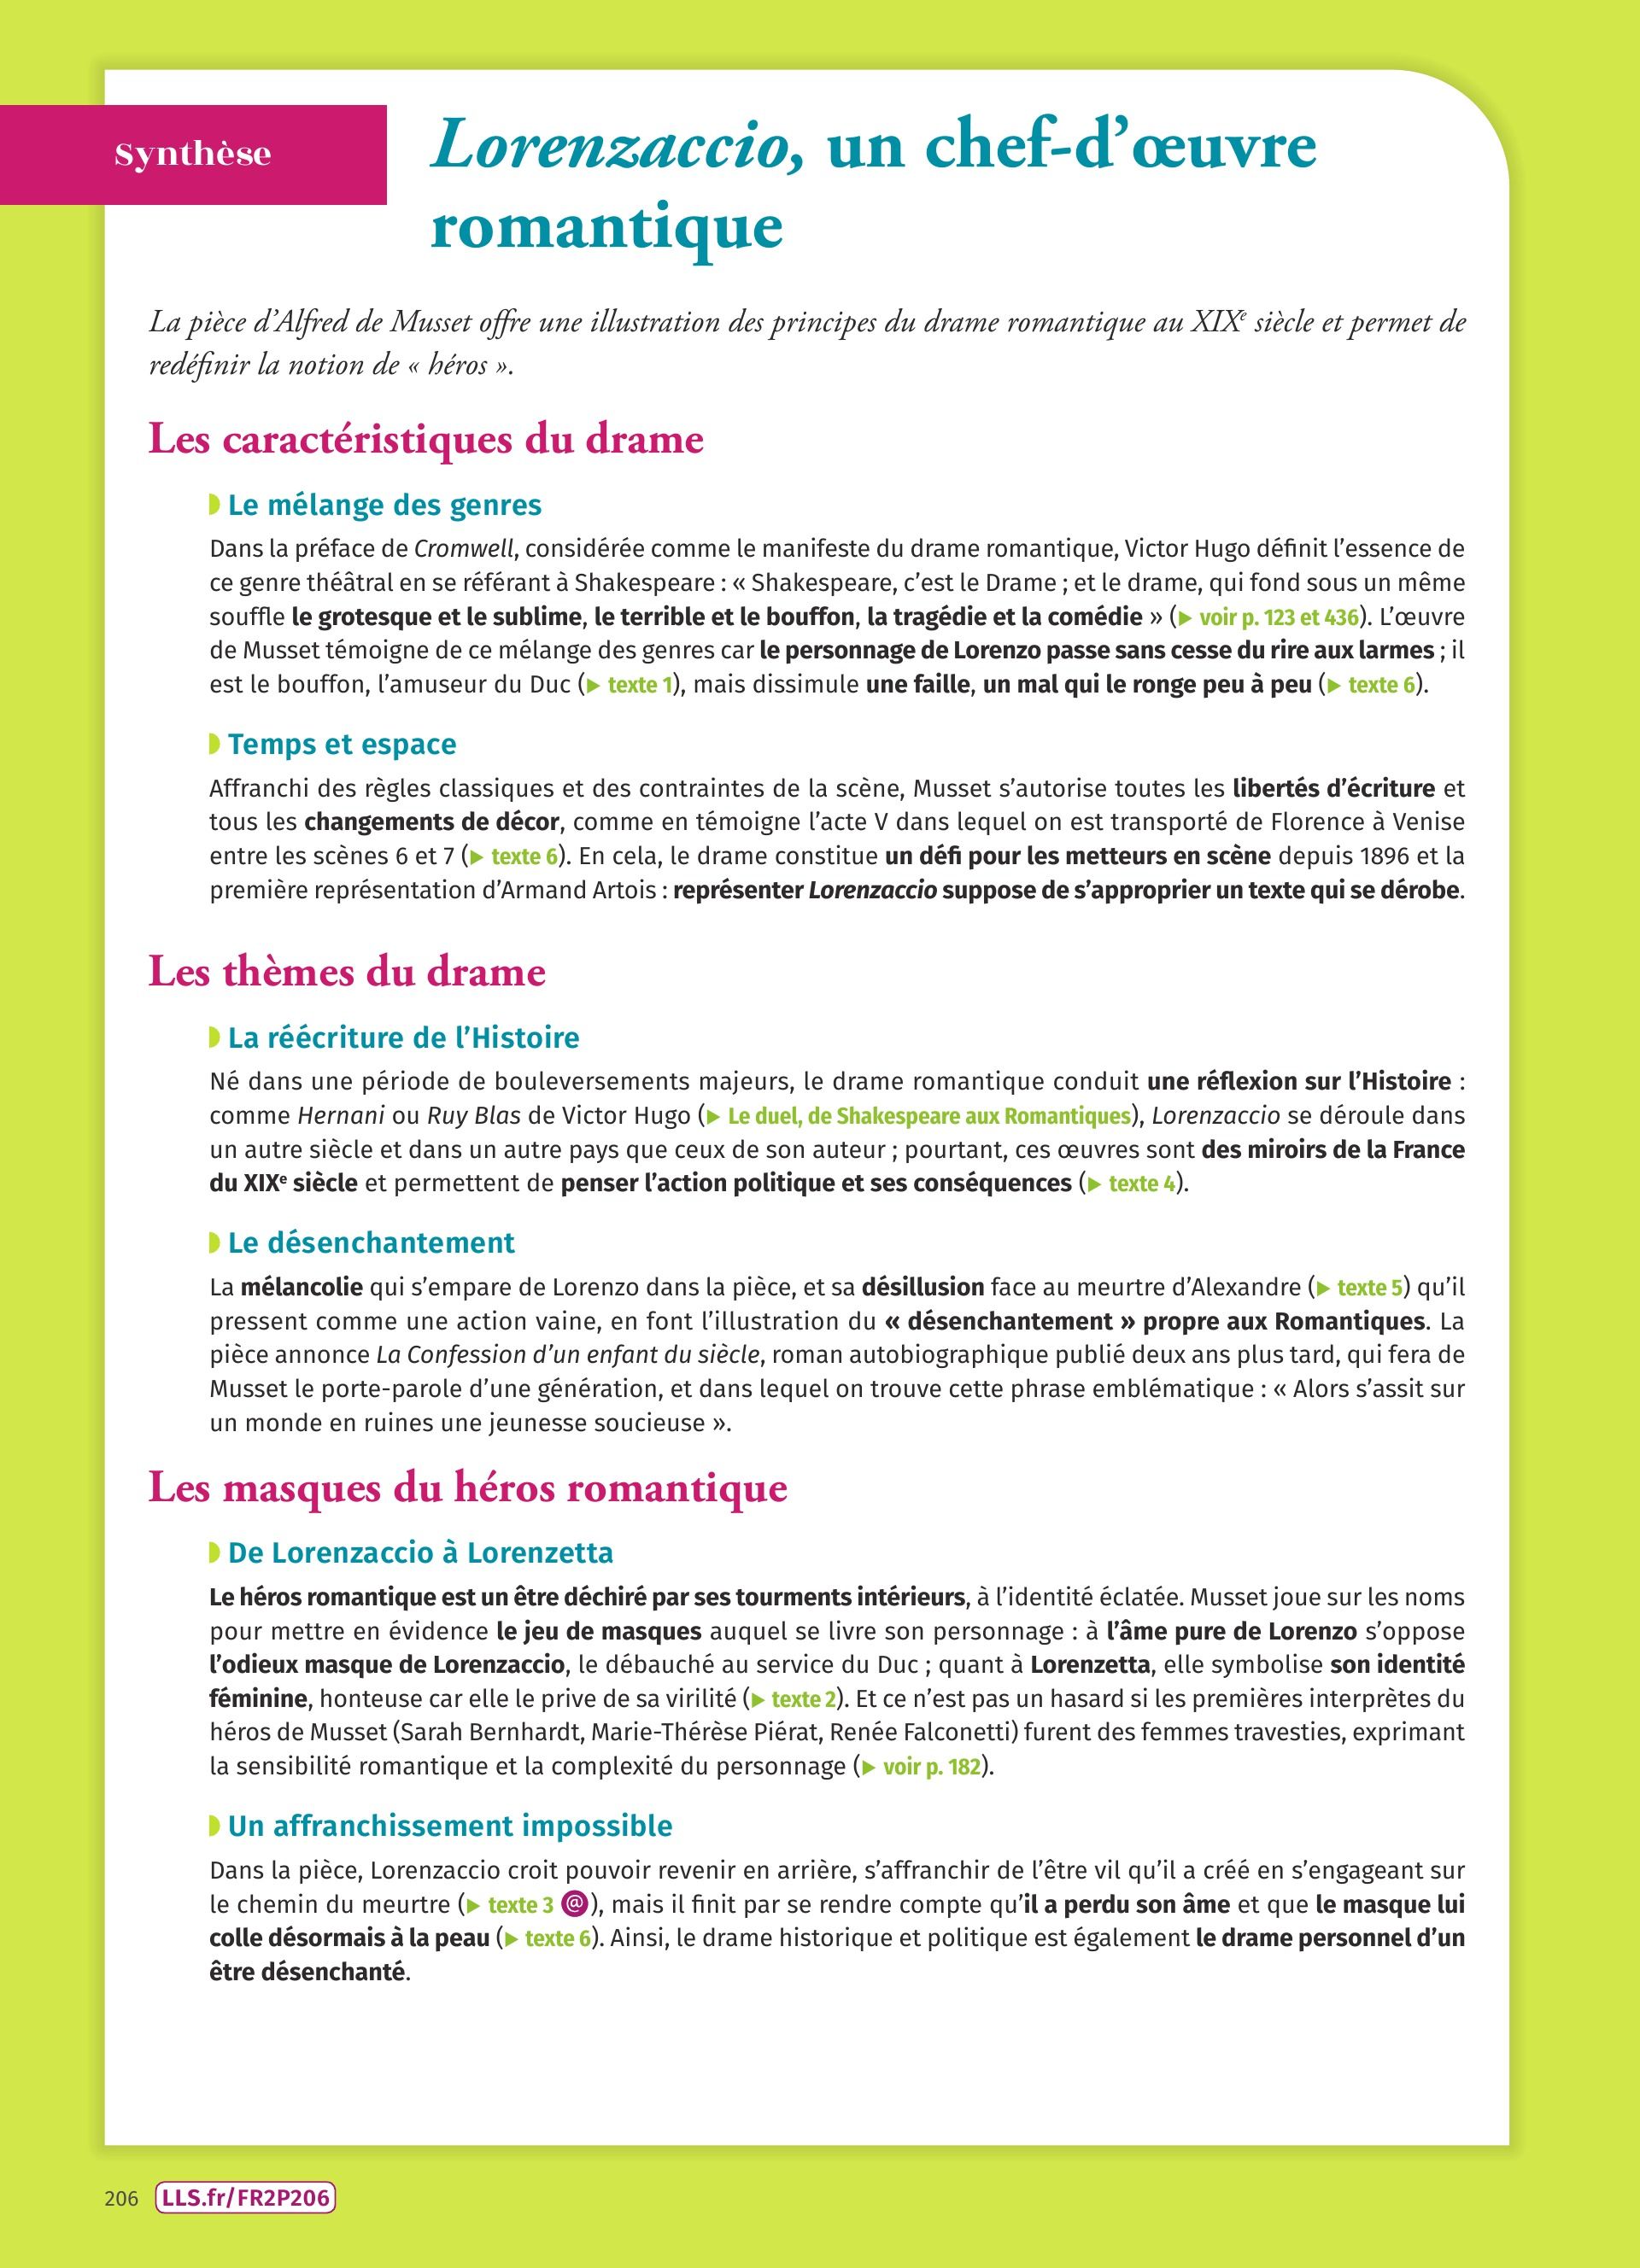 Synthèse
Lorenzaccio, un chef-d’œuvre
romantique
La pièce d’Alfred de Musset offre une illustration des principes du drame romantique au XIXe siècle et permet de
redéfinir la notion de « héros ».
Les caractéristiques du drame
Le mélange des genres
Dans la préface de Cromwell, considérée comme le manifeste du drame romantique, Victor Hugo définit l’essence de
ce genre théâtral en se référant à Shakespeare : « Shakespeare, c’est le Drame ; et le drame, qui fond sous un même
souffle le grotesque et le sublime, le terrible et le bouffon, la tragédie et la comédie » (▶ voir p. 123 et 436). L’œuvre
de Musset témoigne de ce mélange des genres car le personnage de Lorenzo passe sans cesse du rire aux larmes ; il
est le bouffon, l’amuseur du Duc (▶ texte 1), mais dissimule une faille, un mal qui le ronge peu à peu (▶ texte 6).
Temps et espace
Affranchi des règles classiques et des contraintes de la scène, Musset s’autorise toutes les libertés d’écriture et
tous les changements de décor, comme en témoigne l’acte V dans lequel on est transporté de Florence à Venise
entre les scènes 6 et 7 (▶ texte 6). En cela, le drame constitue un défi pour les metteurs en scène depuis 1896 et la
première représentation d’Armand Artois : représenter Lorenzaccio suppose de s’approprier un texte qui se dérobe.
Les thèmes du drame
La réécriture de l’Histoire
Né dans une période de bouleversements majeurs, le drame romantique conduit une réflexion sur l’Histoire :
comme Hernani ou Ruy Blas de Victor Hugo (▶ Le duel, de Shakespeare aux Romantiques), Lorenzaccio se déroule dans
un autre siècle et dans un autre pays que ceux de son auteur ; pourtant, ces œuvres sont des miroirs de la France
du XIXe siècle et permettent de penser l’action politique et ses conséquences (▶ texte 4).
Le désenchantement
La mélancolie qui s’empare de Lorenzo dans la pièce, et sa désillusion face au meurtre d’Alexandre (▶ texte 5) qu’il
pressent comme une action vaine, en font l’illustration du « désenchantement » propre aux Romantiques. La
pièce annonce La Confession d’un enfant du siècle, roman autobiographique publié deux ans plus tard, qui fera de
Musset le porte-parole d’une génération, et dans lequel on trouve cette phrase emblématique : « Alors s’assit sur
un monde en ruines une jeunesse soucieuse ».
Les masques du héros romantique
De Lorenzaccio à Lorenzetta
Le héros romantique est un être déchiré par ses tourments intérieurs, à l’identité éclatée. Musset joue sur les noms
pour mettre en évidence le jeu de masques auquel se livre son personnage : à l’âme pure de Lorenzo s’oppose
l’odieux masque de Lorenzaccio, le débauché au service du Duc ; quant à Lorenzetta, elle symbolise son identité
féminine, honteuse car elle le prive de sa virilité (▶ texte 2). Et ce n’est pas un hasard si les premières interprètes du
héros de Musset (Sarah Bernhardt, Marie-Thérèse Piérat, Renée Falconetti) furent des femmes travesties, exprimant
la sensibilité romantique et la complexité du personnage (▶ voir p. 182).
Un affranchissement impossible
Dans la pièce, Lorenzaccio croit pouvoir revenir en arrière, s’affranchir de l’être vil qu’il a créé en s’engageant sur
le chemin du meurtre (▶ texte 3 @), mais il finit par se rendre compte qu’il a perdu son âme et que le masque lui
colle désormais à la peau (▶ texte 6). Ainsi, le drame historique et politique est également le drame personnel d’un
être désenchanté.
206 LLS.fr/FR2P206